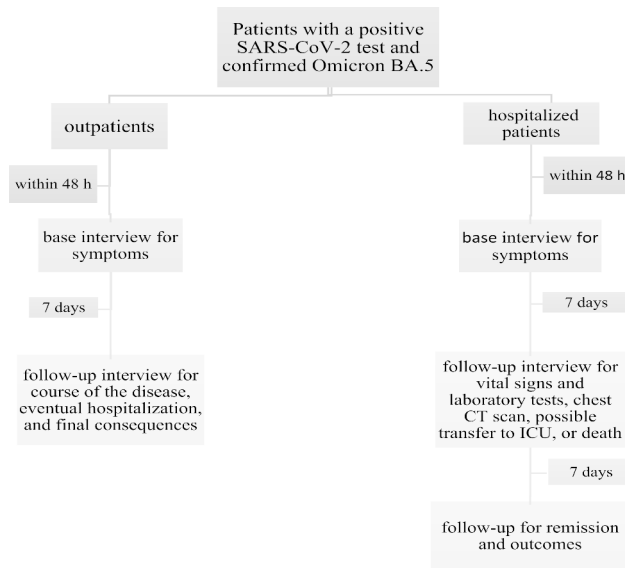 Patients with a positive
SARS-CoV-2 test and
confirmed Omicron BA.5
outpatients
hospitalized
patients
within 48 h
within 48 h
base interview for
symptoms
base interview for
symptoms
7 days
7 days
follow-up interview for
course of the disease,
eventual hospitalization,
and final consequences
follow-up interview for
vital signs and
laboratory tests, chest
CT scan, possible
transfer to ICU, or death
7 days
follow-up for remission
and outcomes